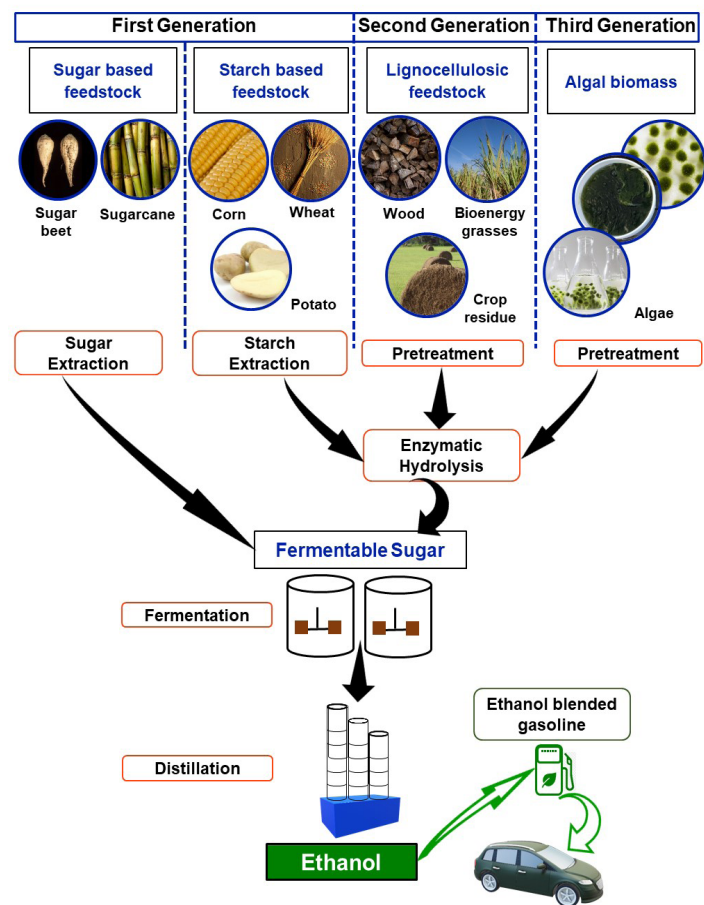 First Generation
Second Generation
Third Generation
Sugar based
feedstock
Starch based
feedstock
Lignocellulosic
feedstock
Algal biomass
Sugar
beet
Sugarcane
Corn
Wheat
Potato
Wood
Bioenergy
grasses
Crop
residue
Algae
Sugar
Extraction
Starch
Extraction
Pretreatment
Pretreatment
Enzymatic
Hydrolysis
Fermentable Sugar
Fermentation
Distillation
Ethanol blended
gasoline
Ethanol